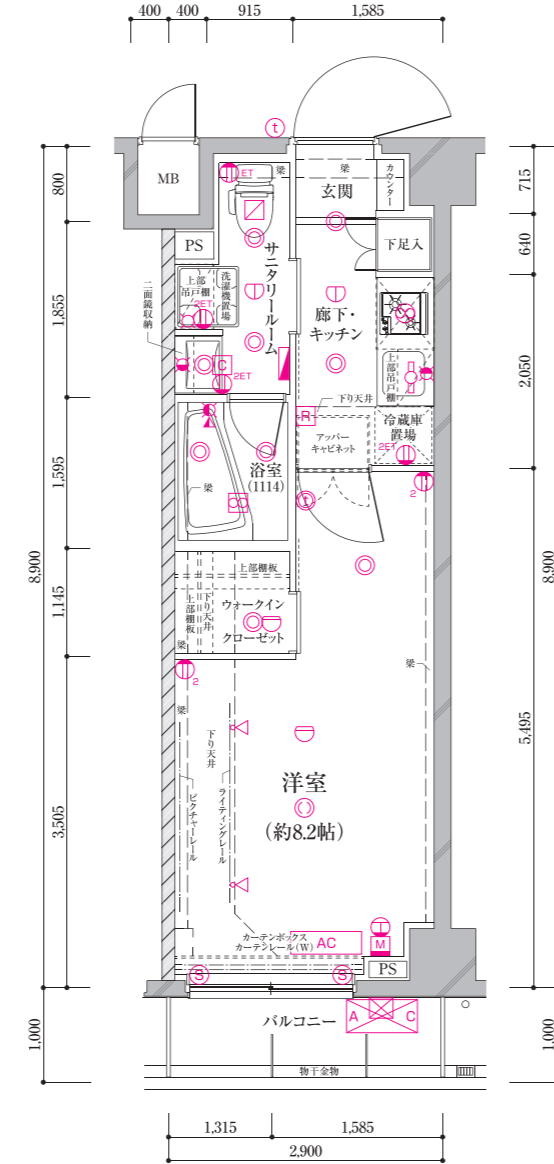 400 400 915 1,585
t
MB
800
1,855
1,595
1,145
3,505
8,900
1,000
715
640
2,050
5,495
8,900
1,000
梁
梁
ET
玄関
カウンター
下足入
PS
サニタリールーム
上部
吊戸棚
2ET
洗濯機置場
二面鏡収納
C
2ET
廊下・
キッチン
上部吊戸棚
下り天井
R
アッパー
キャビネット
冷蔵庫
置場
2ET
2
浴室
(1114)
梁
t
上部棚板
上部棚板
下り天井
ウォークイン
クローゼット
梁
2
梁
梁
下り天井
ピクチャーレール
ライティングレール
洋室
(約8.2帖)
カーテンボックス
カーテンレール(W)
AC
M
PS
S
S
バルコニー
A C
物干金物
1,315 1,585
2,900